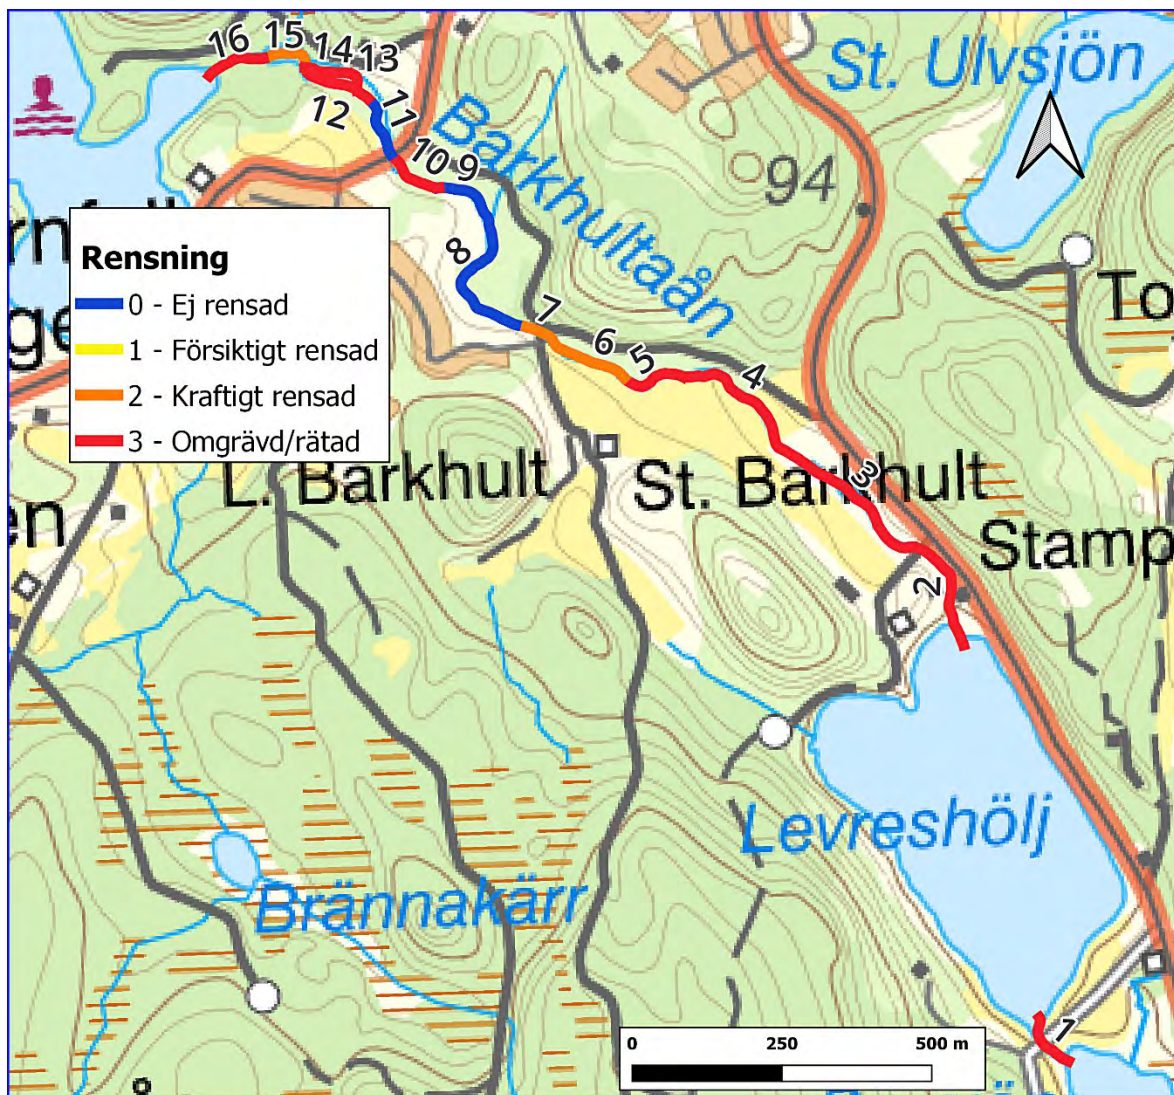 16
15
14
13
12
11
10
9
8
7
6
5
4
3
2
1
Barkhultaån
St. Ulvsjön
94
Rensning
0 - Ej rensad
1 - Försiktigt rensad
2 - Kraftigt rensad
3 - Omgrävd/rätad
L. Barkhult
St. Barkhult
Stamp
To
en
Levreshölj
Brännakärr
0 250 500 m